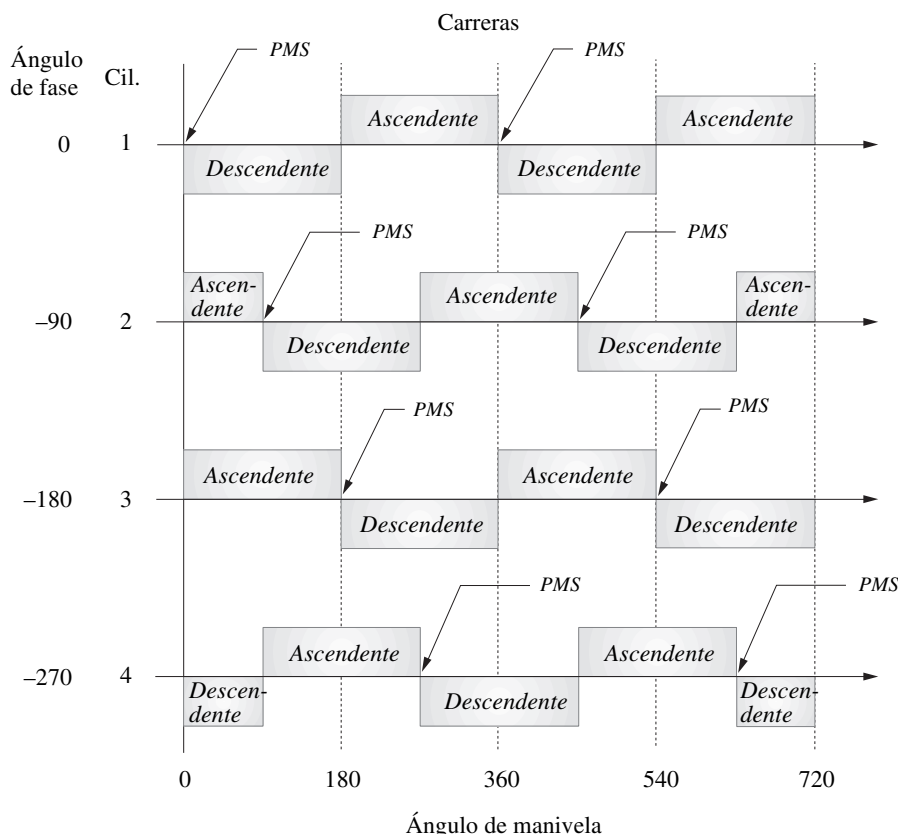 Carreras
Ángulo
de fase
Cil.
PMS
PMS
0
1
Ascendente
Ascendente
Descendente
Descendente
PMS
PMS
–90
2
Ascen-
dente
Ascendente
Ascen-
dente
Descendente
Descendente
PMS
PMS
–180
3
Ascendente
Ascendente
Descendente
Descendente
PMS
PMS
–270
4
Ascendente
Ascendente
Descen-
dente
Descendente
Descen-
dente
0
180
360
540
720
Ángulo de manivela